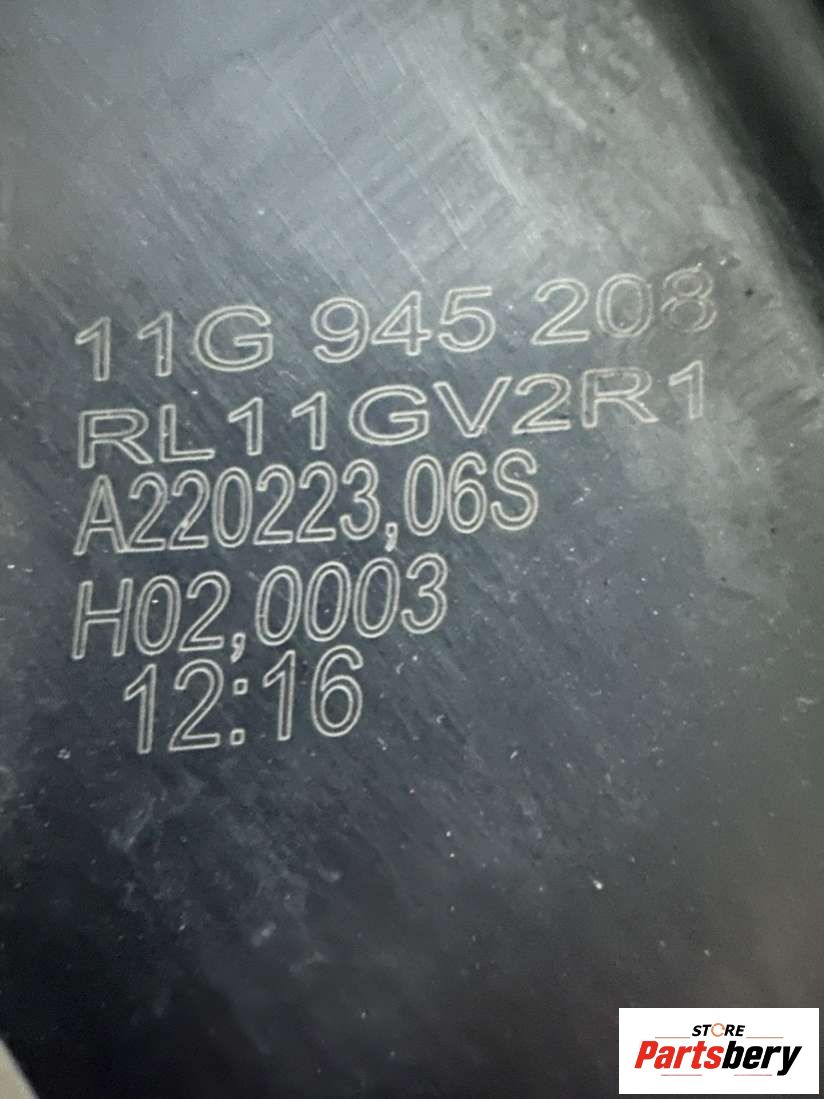 11G 945 208
RL11GV2R1
A220223,06S
H02,0003
12:16
STORE
Partsbery